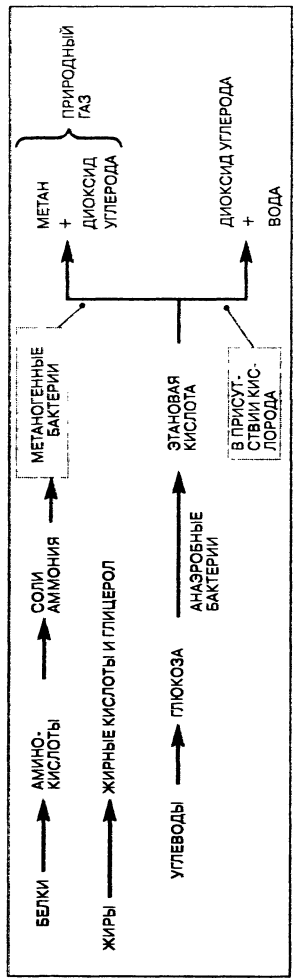 БЕЛКИ
АМИНО-
КИСЛОТЫ
СОЛИ
АММОНИЯ
МЕТАНОГЕННЫЕ
БАКТЕРИИ
МЕТАН
+
ДИОКСИД
УГЛЕРОДА
ПРИРОДНЫЙ
ГАЗ
ЖИРЫ
ЖИРНЫЕ КИСЛОТЫ И ГЛИЦЕРОЛ
УГЛЕВОДЫ
ГЛЮКОЗА
АНАЭРОБНЫЕ
БАКТЕРИИ
ЭТАНОВАЯ
КИСЛОТА
В ПРИСУТ-
СТВИИ КИС-
ЛОРОДА
ДИОКСИД УГЛЕРОДА
+
ВОДА